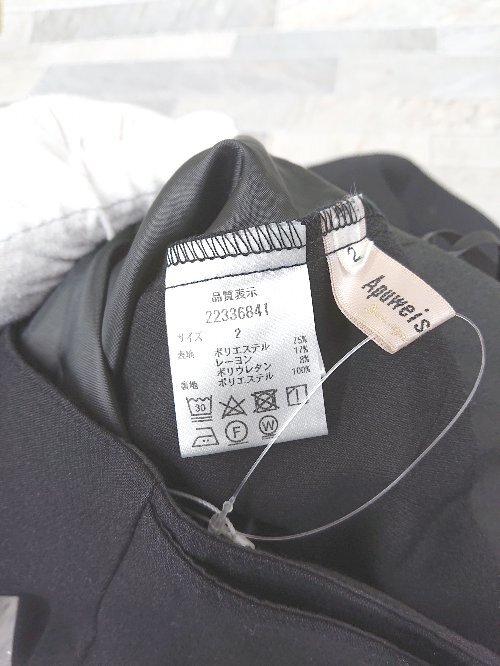 品質表示
22336841
サイズ 2
表地 ポリエステル 75%
レーヨン 17%
ポリウレタン 8%
裏地 ポリエステル 100%
30
F W
2
Apuweis